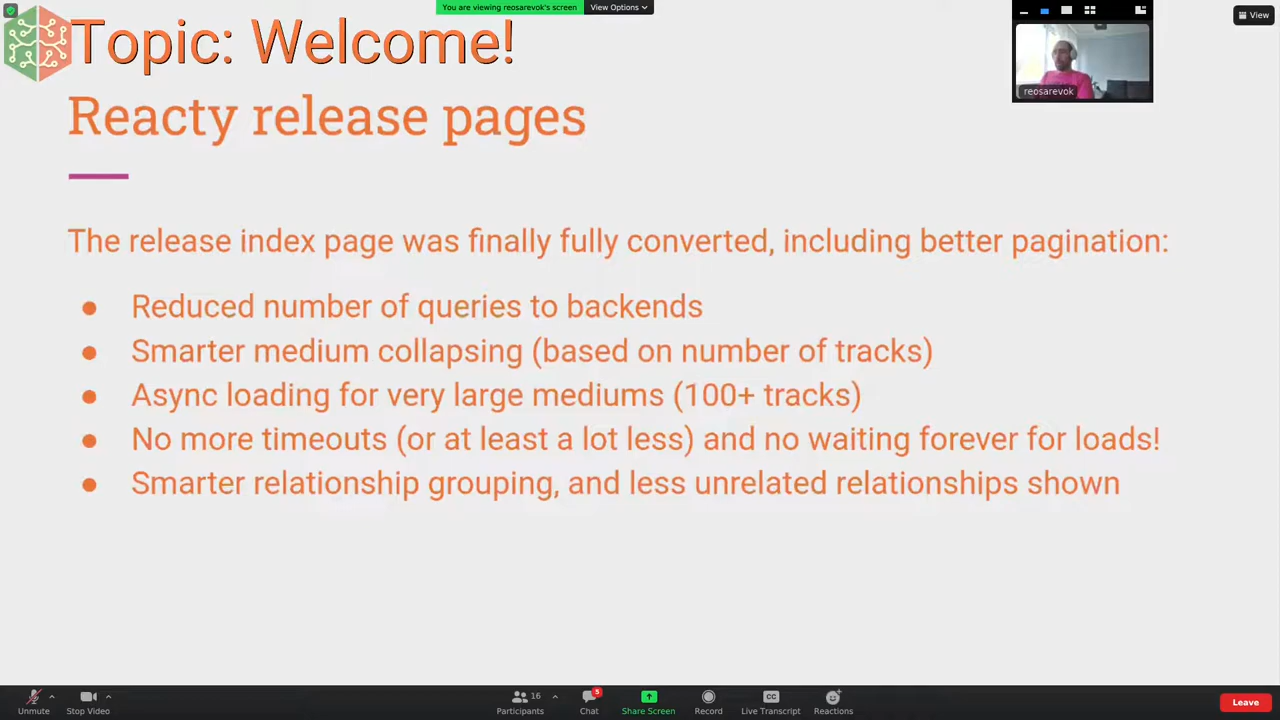 You are viewing reosarevok's screen
View Options
View
Topic: Welcome!
reosarevok
Reacty release pages
The release index page was finally fully converted, including better pagination:
● Reduced number of queries to backends
● Smarter medium collapsing (based on number of tracks)
● Async loading for very large mediums (100+ tracks)
● No more timeouts (or at least a lot less) and no waiting forever for loads!
● Smarter relationship grouping, and less unrelated relationships shown
Unmute
Stop Video
16
Participants
5
Chat
Share Screen
Record
CC
Live Transcript
Reactions
Leave